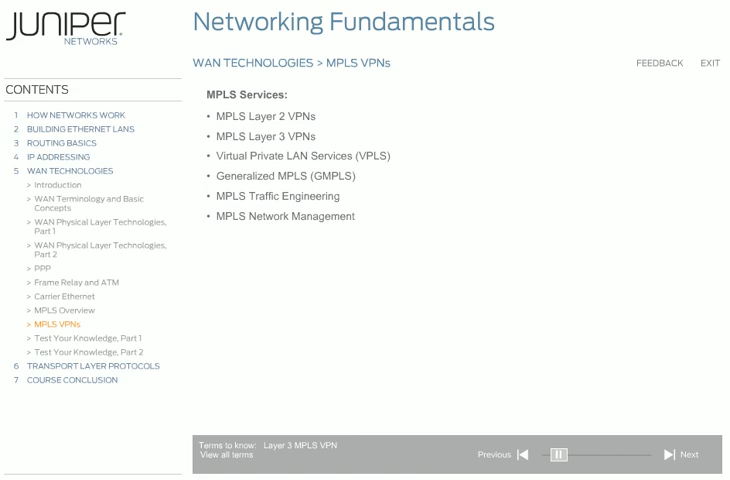 JUNIPER
NETWORKS
Networking Fundamentals
WAN TECHNOLOGIES > MPLS VPNs
FEEDBACK EXIT
CONTENTS
1 HOW NETWORKS WORK
2 BUILDING ETHERNET LANS
3 ROUTING BASICS
4 IP ADDRESSING
5 WAN TECHNOLOGIES
> Introduction
> WAN Terminology and Basic
Concepts
> WAN Physical Layer Technologies,
Part 1
> WAN Physical Layer Technologies,
Part 2
> PPP
> Frame Relay and ATM
> Carrier Ethernet
> MPLS Overview
> MPLS VPNs
> Test Your Knowledge, Part 1
> Test Your Knowledge, Part 2
6 TRANSPORT LAYER PROTOCOLS
7 COURSE CONCLUSION
MPLS Services:
• MPLS Layer 2 VPNs
• MPLS Layer 3 VPNs
• Virtual Private LAN Services (VPLS)
• Generalized MPLS (GMPLS)
• MPLS Traffic Engineering
• MPLS Network Management
Terms to know: Layer 3 MPLS VPN
View all terms
Previous
Next